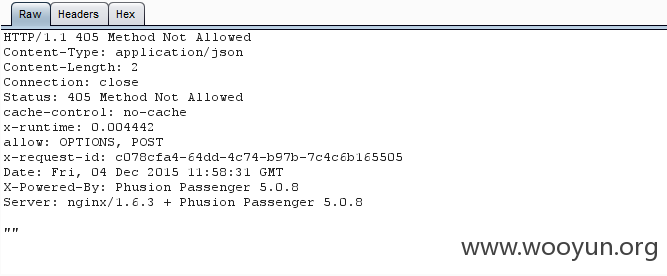 Raw Headers Hex
HTTP/1.1 405 Method Not Allowed
Content-Type: application/json
Content-Length: 2
Connection: close
Status: 405 Method Not Allowed
cache-control: no-cache
x-runtime: 0.004442
allow: OPTIONS, POST
x-request-id: c078cfa4-64dd-4c74-b97b-7c4c6b165505
Date: Fri, 04 Dec 2015 11:58:31 GMT
X-Powered-By: Phusion Passenger 5.0.8
Server: nginx/1.6.3 + Phusion Passenger 5.0.8
""
www.wooyun.org